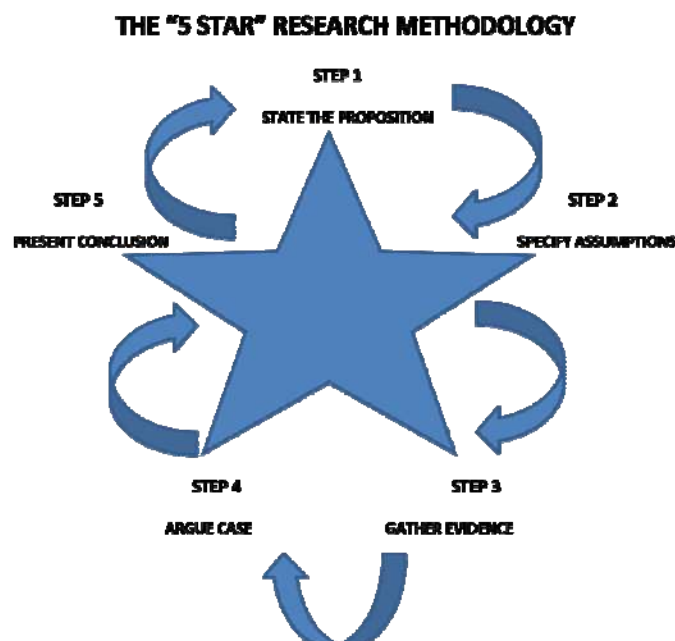 THE "5 STAR" RESEARCH METHODOLOGY
STEP 1
STATE THE PROPOSITION
STEP 2
SPECIFY ASSUMPTIONS
STEP 3
GATHER EVIDENCE
STEP 4
ARGUE CASE
STEP 5
PRESENT CONCLUSION